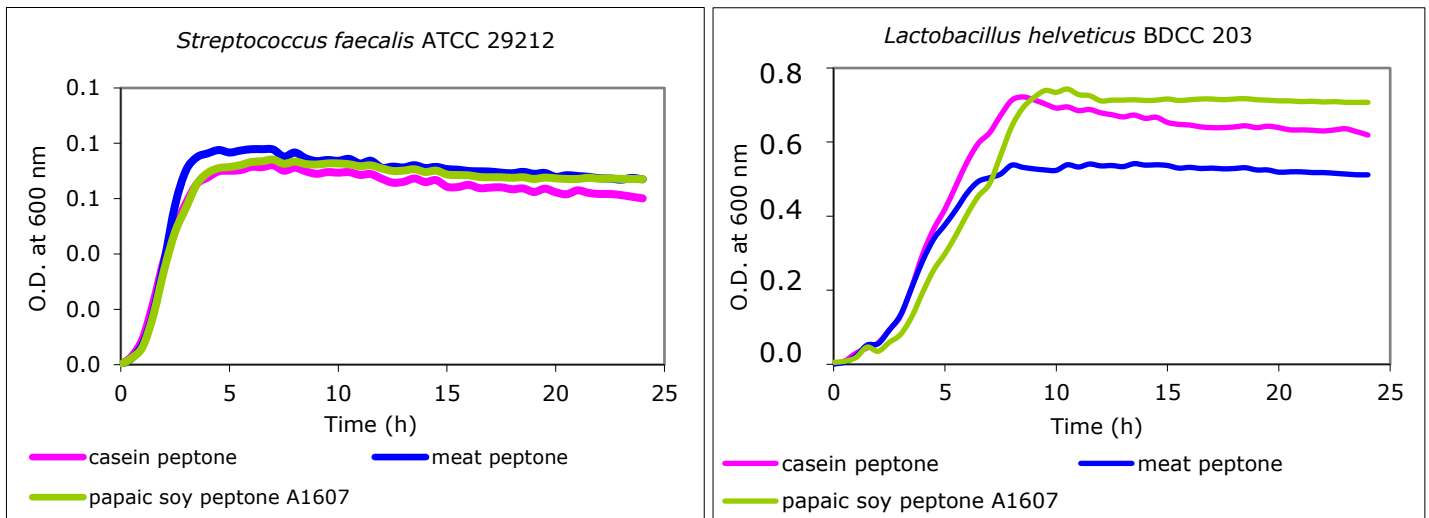 Streptococcus faecalis ATCC 29212
O.D. at 600 nm
0.1
0.1
0.1
0.0
0.0
0.0
0 5 10 15 20 25
Time (h)
casein peptone meat peptone
papaic soy peptone A1607
Lactobacillus helveticus BDCC 203
O.D. at 600 nm
0.8
0.6
0.4
0.2
0.0
0 5 10 15 20 25
Time (h)
casein peptone meat peptone
papaic soy peptone A1607